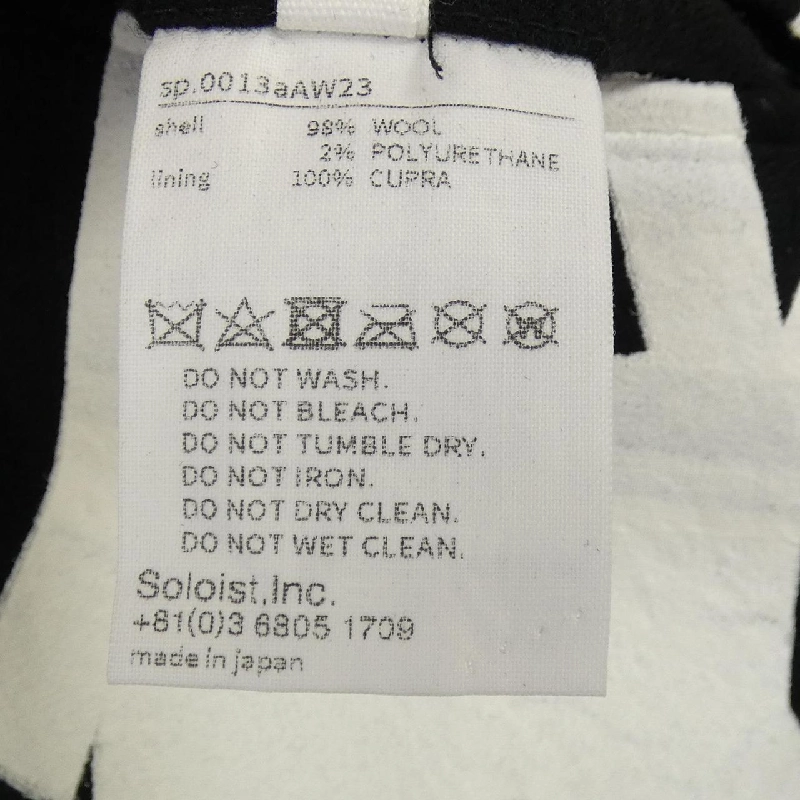 sp.0013aAW23
shell 98% WOOL
2% POLYURETHANE
lining 100% CUPRA
DO NOT WASH.
DO NOT BLEACH.
DO NOT TUMBLE DRY.
DO NOT IRON.
DO NOT DRY CLEAN.
DO NOT WET CLEAN.
Soloist,Inc.
+81(0)3 6805 1709
made in japan